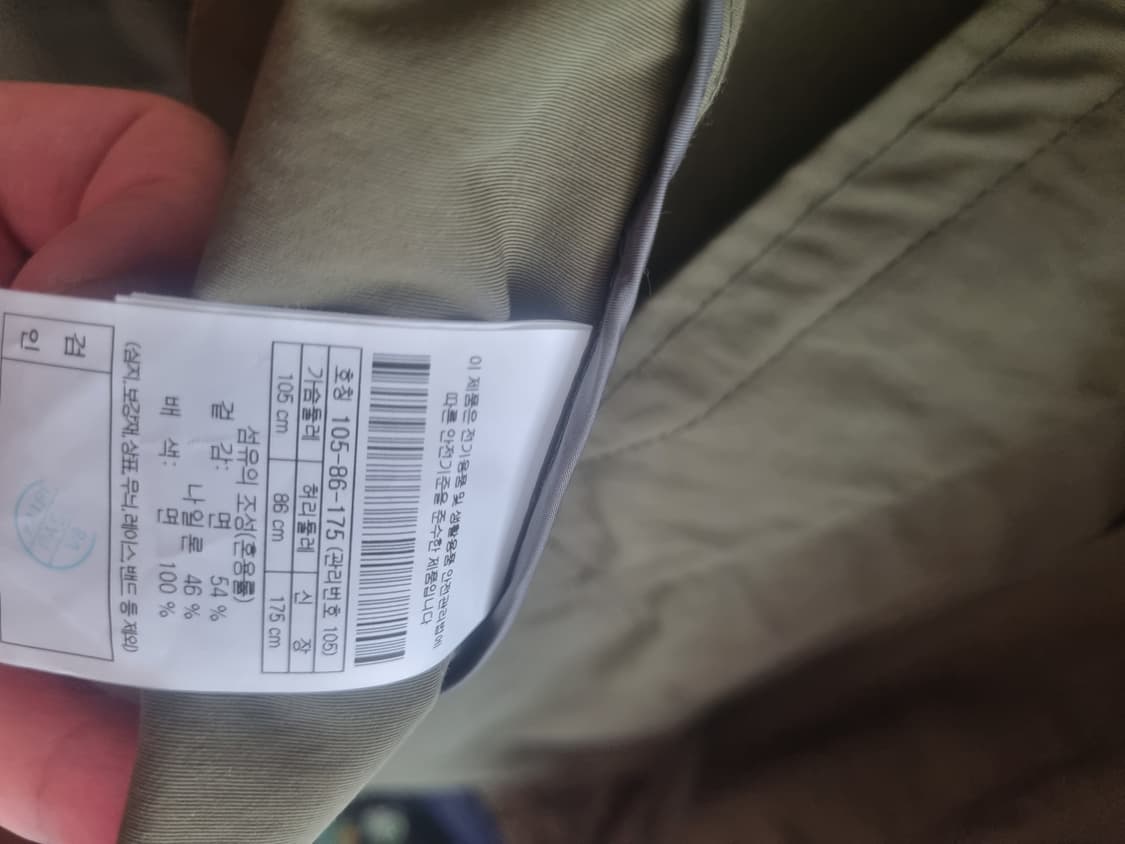 이 제품은 전기용품 및 생활용품 안전관리법에
따른 안전기준을 준수한 제품입니다
호칭 105-86-175 (관리번호 105)
가슴둘레 허리둘레 신 장
105 cm 86 cm 175 cm
섬유의 조성(혼용률)
겉 감: 면 54 %
나일론 46 %
배 색: 면 100 %
(심지,보강재,상표,무늬,레이스,밴드 등 제외)
검
인